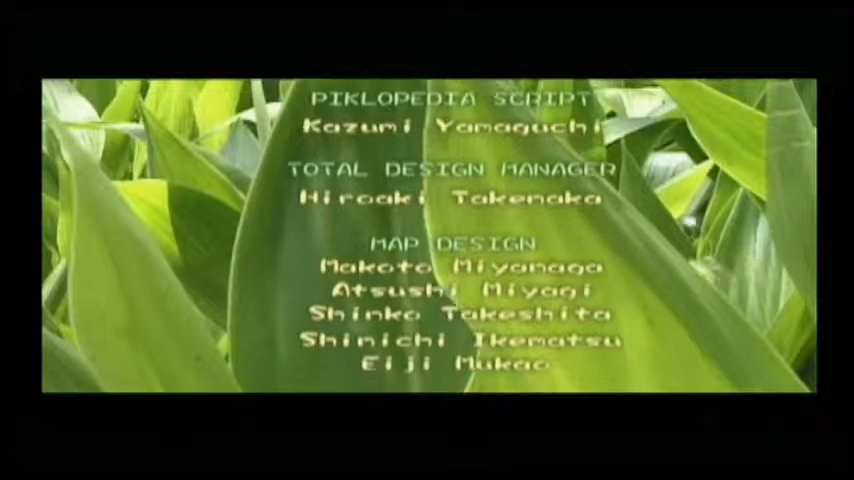 PIKLOPEDIA SCRIPT
Kazumi Yamaguchi
TOTAL DESIGN MANAGER
Hiroaki Takenaka
MAP DESIGN
Makoto Miyanaga
Atsushi Miyagi
Shinko Takeshita
Shinichi Ikematsu
Eiji Mukao